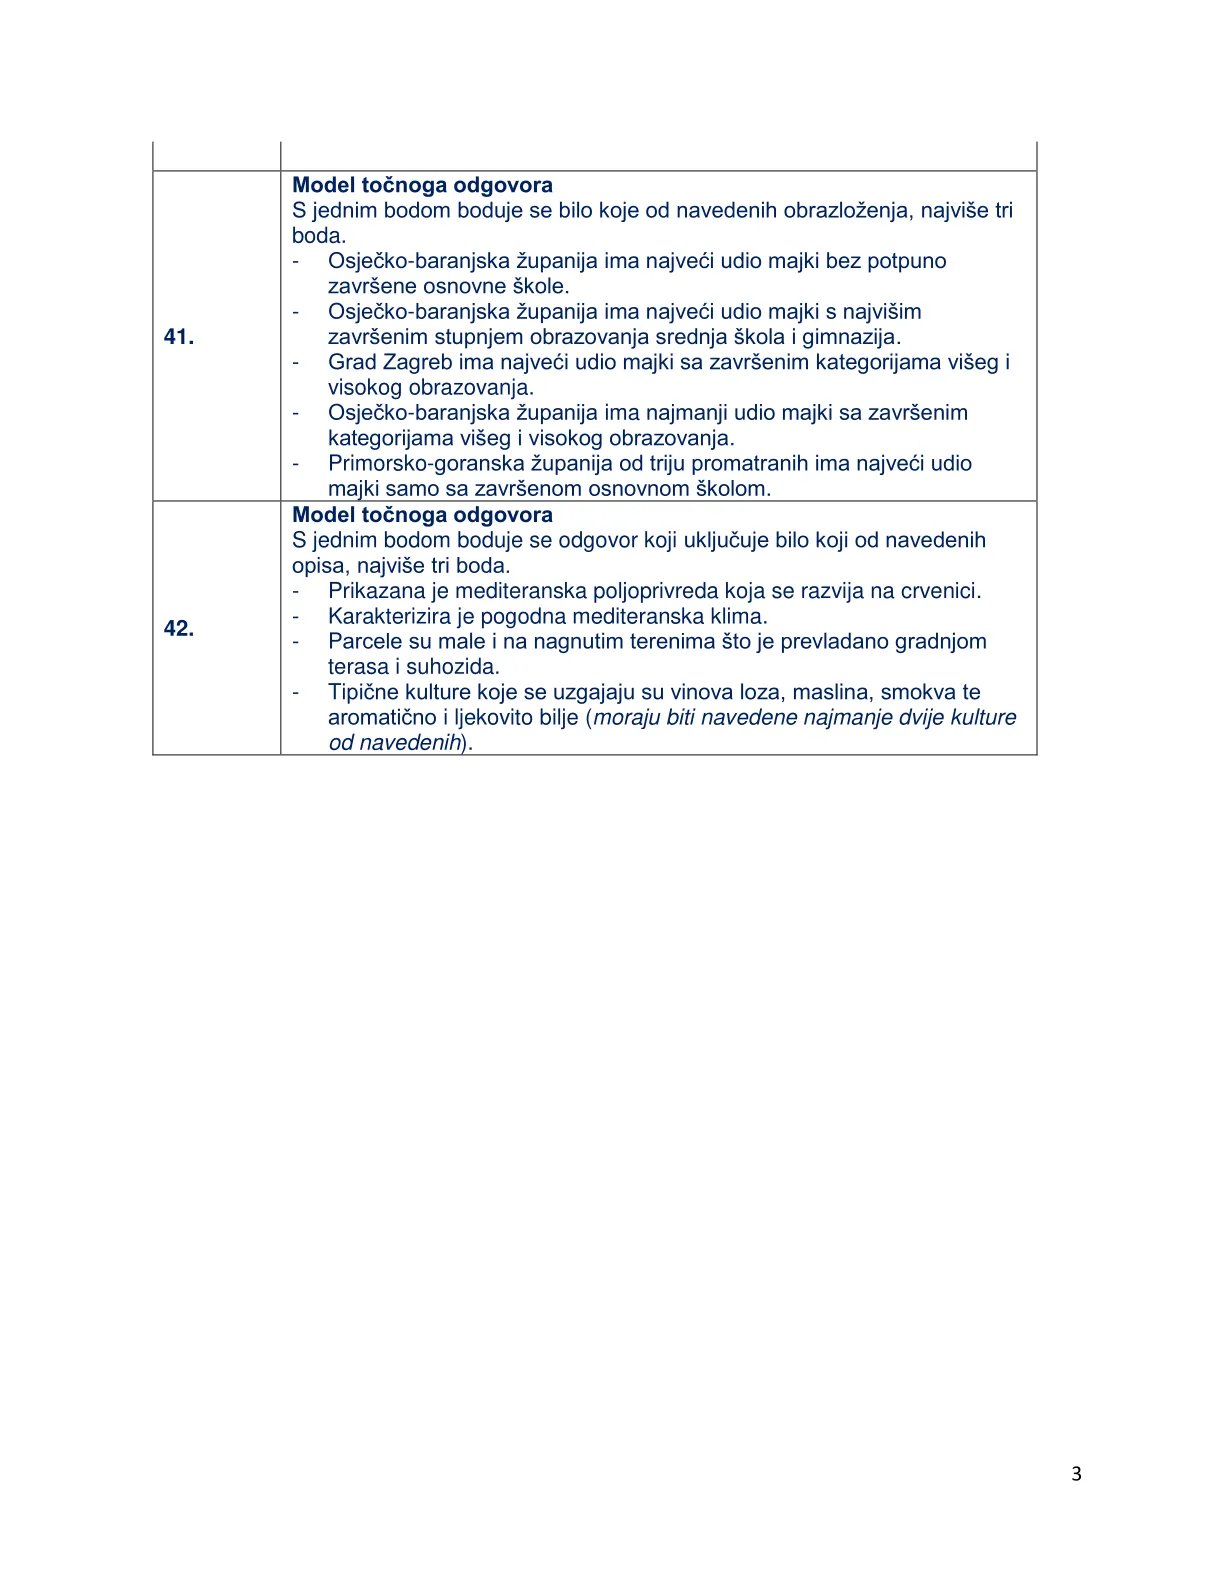 Model točnoga odgovora
S jednim bodom boduje se bilo koje od navedenih obrazloženja, najviše tri
boda.
- Osječko-baranjska županija ima najveći udio majki bez potpuno
završene osnovne škole.
- Osječko-baranjska županija ima najveći udio majki s najvišim
završenim stupnjem obrazovanja srednja škola i gimnazija.
41.
- Grad Zagreb ima najveći udio majki sa završenim kategorijama višeg i
visokog obrazovanja.
- Osječko-baranjska županija ima najmanji udio majki sa završenim
kategorijama višeg i visokog obrazovanja.
- Primorsko-goranska županija od triju promatranih ima najveći udio
majki samo sa završenom osnovnom školom.
Model točnoga odgovora
S jednim bodom boduje se odgovor koji uključuje bilo koji od navedenih
opisa, najviše tri boda.
- Prikazana je mediteranska poljoprivreda koja se razvija na crvenici.
- Karakterizira je pogodna mediteranska klima.
42.
- Parcele su male i na nagnutim terenima što je prevladano gradnjom
terasa i suhozida.
- Tipične kulture koje se uzgajaju su vinova loza, maslina, smokva te
aromatično i ljekovito bilje (moraju biti navedene najmanje dvije kulture
od navedenih).
3